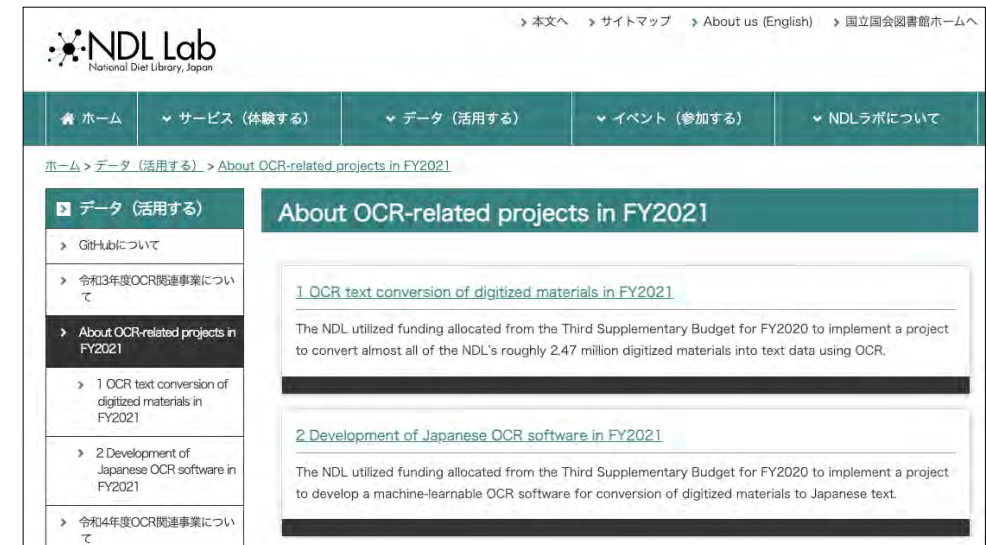 本文へ サイトマップ About us (English) 国立国会図書館ホームへ
NDL Lab
National Diet Library, Japan
ホーム サービス（体験する） データ（活用する） イベント（参加する） NDLラボについて
ホーム > データ（活用する） > About OCR-related projects in FY2021
データ（活用する）
GitHubについて
令和3年度OCR関連事業につい
て
About OCR-related projects in
FY2021
1 OCR text conversion of
digitized materials in
FY2021
2 Development of
Japanese OCR software in
FY2021
令和4年度OCR関連事業につい
て
About OCR-related projects in FY2021
1 OCR text conversion of digitized materials in FY2021
The NDL utilized funding allocated from the Third Supplementary Budget for FY2020 to implement a project
to convert almost all of the NDL's roughly 2.47 million digitized materials into text data using OCR.
2 Development of Japanese OCR software in FY2021
The NDL utilized funding allocated from the Third Supplementary Budget for FY2020 to implement a project
to develop a machine-learnable OCR software for conversion of digitized materials to Japanese text.